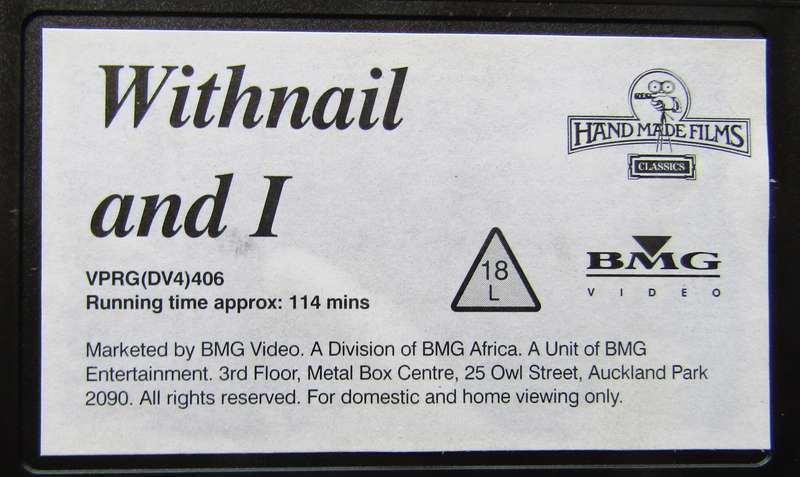 Withnail
and I
HANDMADE FILMS
CLASSICS
VPRG(DV4)406
Running time approx: 114 mins
18
L
BMG
VIDEO
Marketed by BMG Video. A Division of BMG Africa. A Unit of BMG
Entertainment. 3rd Floor, Metal Box Centre, 25 Owl Street, Auckland Park
2090. All rights reserved. For domestic and home viewing only.